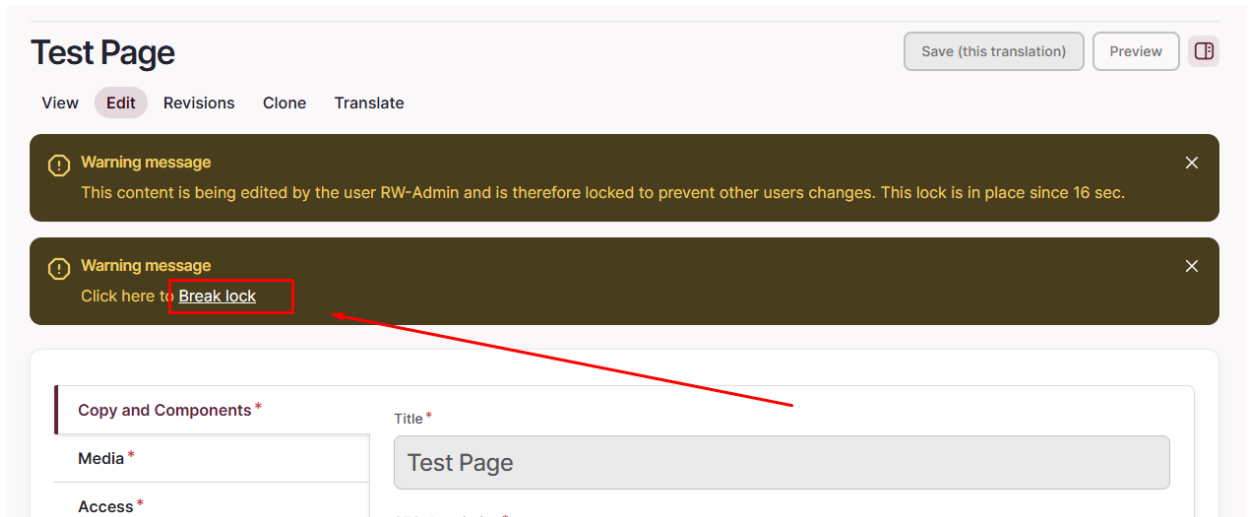 Test Page
Save (this translation)
Preview
View
Edit
Revisions
Clone
Translate
Warning message
This content is being edited by the user RW-Admin and is therefore locked to prevent other users changes. This lock is in place since 16 sec.
Warning message
Click here to Break lock
Copy and Components *
Title *
Test Page
Media *
Access *